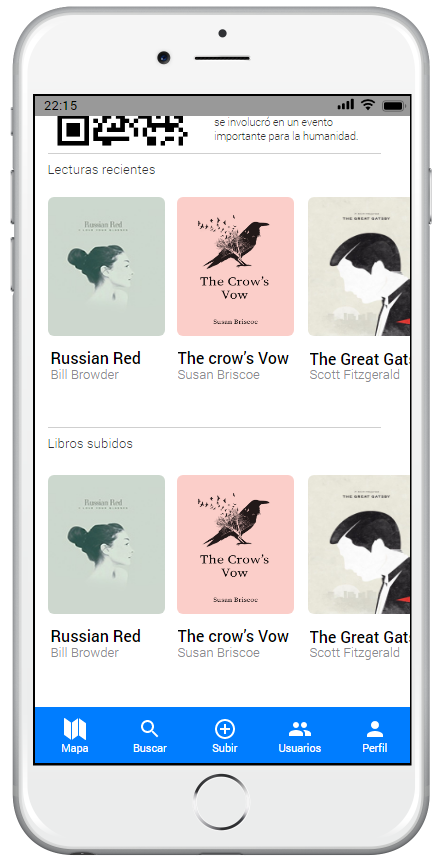 22:15
se involucró en un evento
importante para la humanidad.
Lecturas recientes
Russian Red
The Crow's
Vow
Susan Briscoe
THE GREAT GATSBY
Russian Red
Bill Browder
The crow's Vow
Susan Briscoe
The Great Gats
Scott Fitzgerald
Libros subidos
Russian Red
The Crow's
Vow
Susan Briscoe
THE GREAT GATSBY
Russian Red
Bill Browder
The crow's Vow
Susan Briscoe
The Great Gats
Scott Fitzgerald
Mapa
Buscar
Subir
Usuarios
Perfil